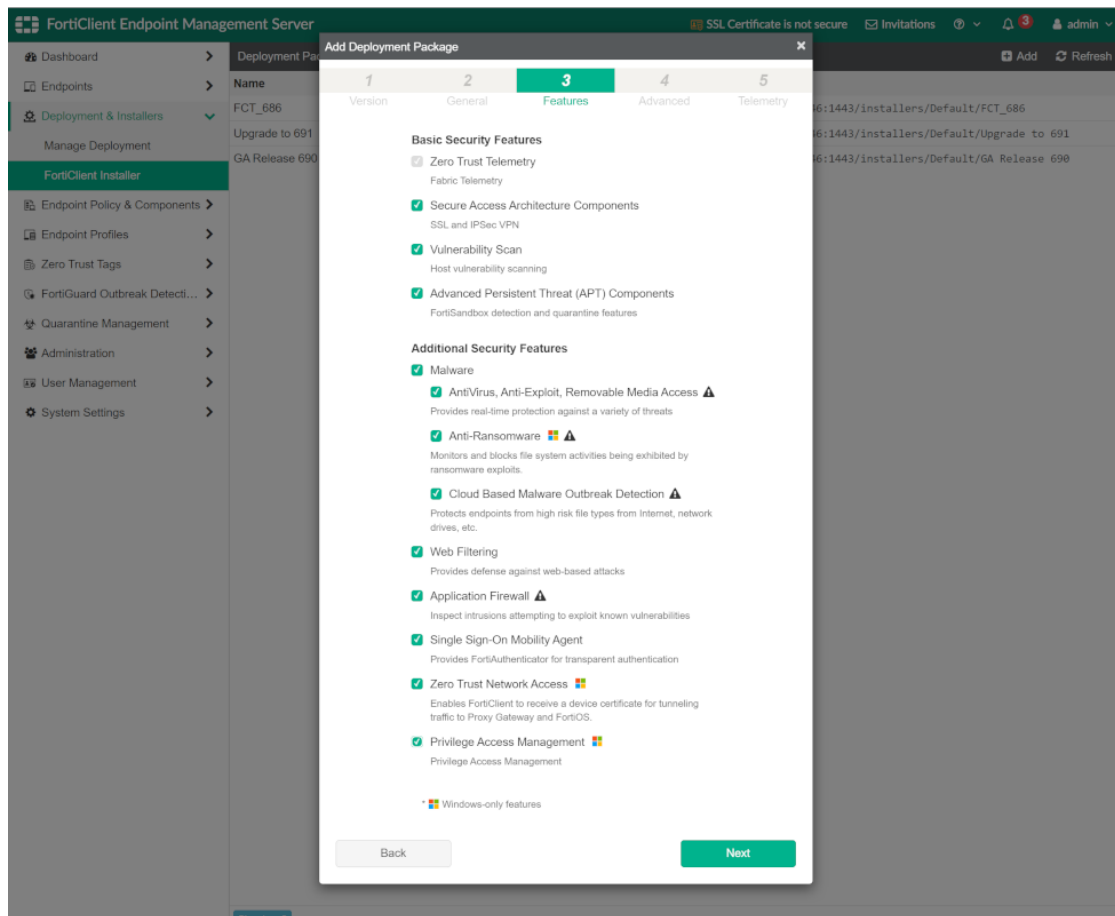 FortiClient Endpoint Management Server
SSL Certificate is not secure
Invitations
3
admin
Dashboard
Endpoints
Deployment & Installers
Manage Deployment
FortiClient Installer
Endpoint Policy & Components
Endpoint Profiles
Zero Trust Tags
FortiGuard Outbreak Detecti...
Quarantine Management
Administration
User Management
System Settings
Deployment Pac
Add
Refresh
Name
FCT_686
46:1443/installers/Default/FCT_686
Upgrade to 691
46:1443/installers/Default/Upgrade to 691
GA Release 690
46:1443/installers/Default/GA Release 690
Add Deployment Package
1
2
3
4
5
Version
General
Features
Advanced
Telemetry
Basic Security Features
Zero Trust Telemetry
Fabric Telemetry
Secure Access Architecture Components
SSL and IPSec VPN
Vulnerability Scan
Host vulnerability scanning
Advanced Persistent Threat (APT) Components
FortiSandbox detection and quarantine features
Additional Security Features
Malware
AntiVirus, Anti-Exploit, Removable Media Access
Provides real-time protection against a variety of threats
Anti-Ransomware
Monitors and blocks file system activities being exhibited by
ransomware exploits.
Cloud Based Malware Outbreak Detection
Protects endpoints from high risk file types from Internet, network
drives, etc.
Web Filtering
Provides defense against web-based attacks
Application Firewall
Inspect intrusions attempting to exploit known vulnerabilities
Single Sign-On Mobility Agent
Provides FortiAuthenticator for transparent authentication
Zero Trust Network Access
Enables FortiClient to receive a device certificate for tunneling
traffic to Proxy Gateway and FortiOS.
Privilege Access Management
Privilege Access Management
* Windows-only features
Back
Next